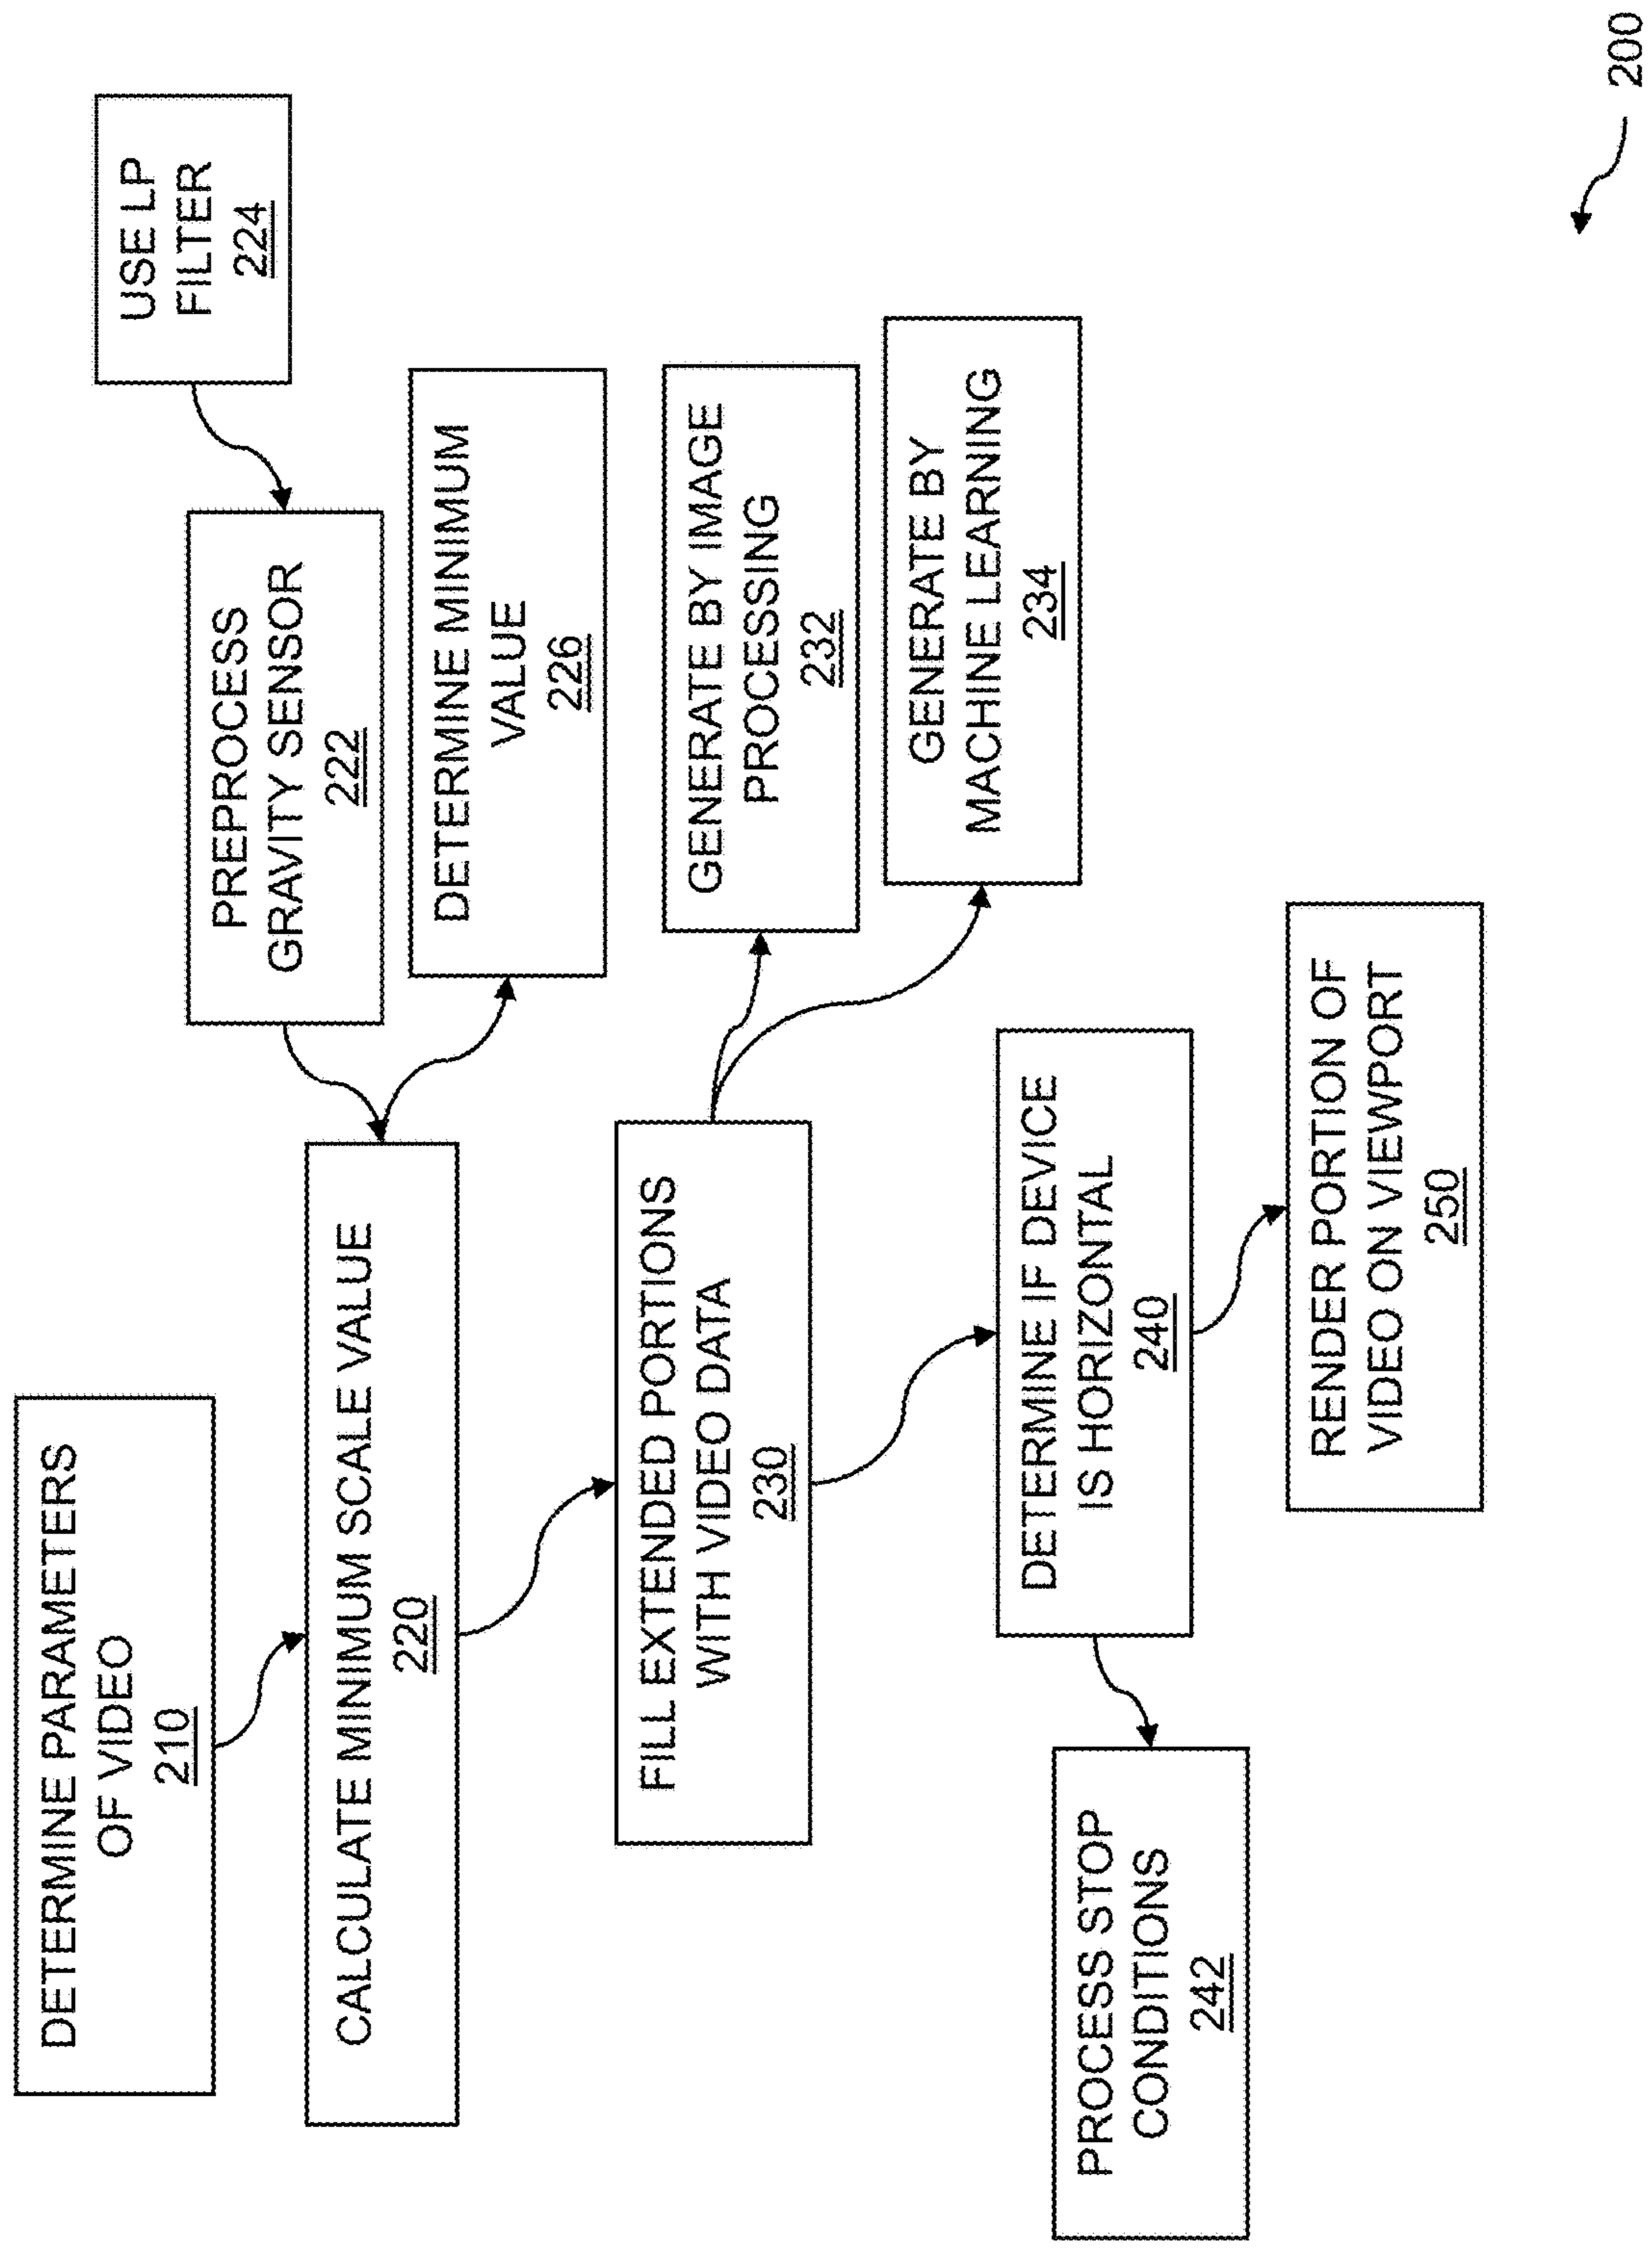 DETERMINE PARAMETERS
OF VIDEO
210
CALCULATE MINIMUM SCALE VALUE
220
PREPROCESS
GRAVITY SENSOR
222
USE LP
FILTER
224
DETERMINE MINIMUM
VALUE
226
FILL EXTENDED PORTIONS
WITH VIDEO DATA
230
GENERATE BY IMAGE
PROCESSING
232
GENERATE BY
MACHINE LEARNING
234
DETERMINE IF DEVICE
IS HORIZONTAL
240
PROCESS STOP
CONDITIONS
242
RENDER PORTION OF
VIDEO ON VIEWPORT
250
200